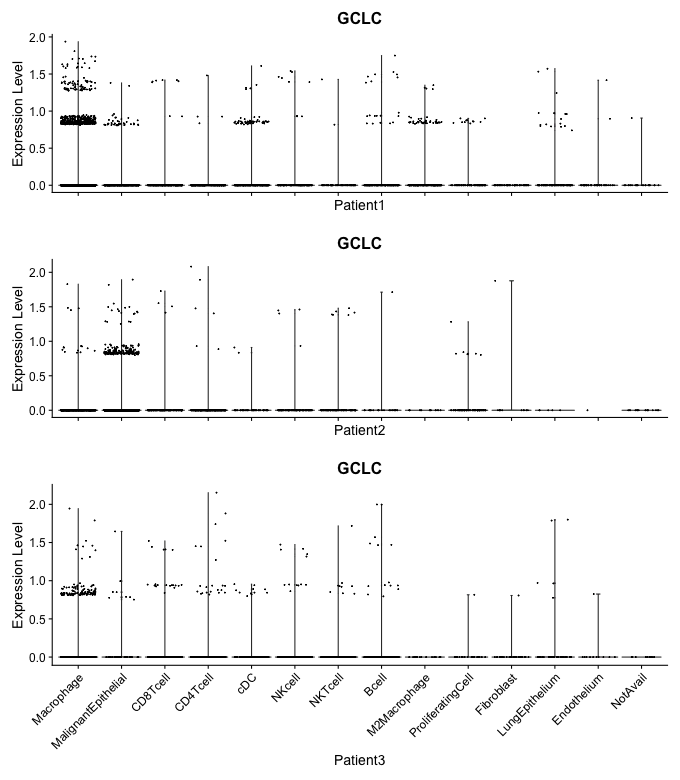 GCLC
Expression Level
2.0
1.5
1.0
0.5
0.0
Patient1
GCLC
Expression Level
2.0
1.5
1.0
0.5
0.0
Patient2
GCLC
Expression Level
2.0
1.5
1.0
0.5
0.0
Macrophage
MalignantEpithelial
CD8Tcell
CD4Tcell
cDC
NKcell
NKTcell
Bcell
M2Macrophage
ProliferatingCell
Fibroblast
LungEpithelium
Endothelium
NotAvail
Patient3